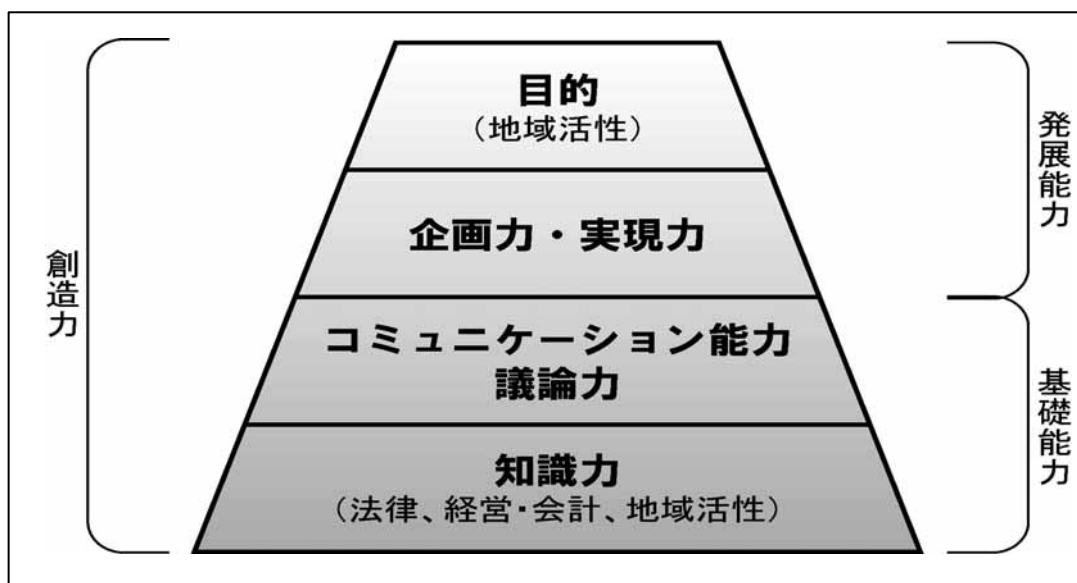 目的
（地域活性）
企画力・実現力
コミュニケーション能力
議論力
知識力
（法律、経営・会計、地域活性）
創造力
発展能力
基礎能力